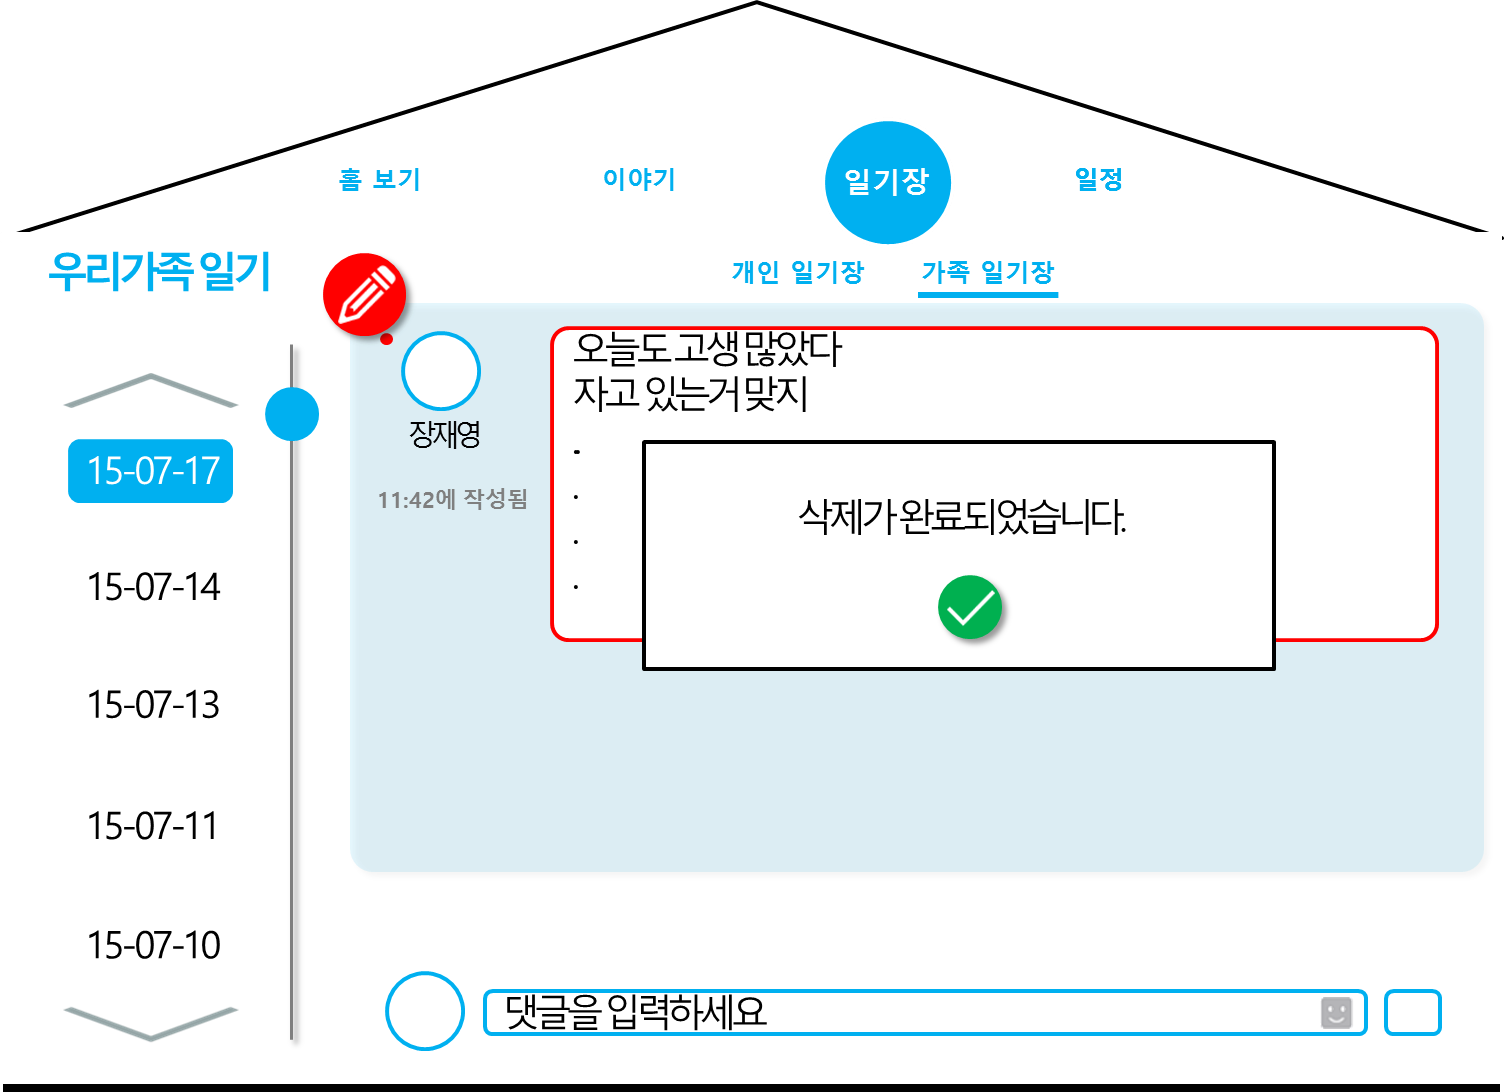 홈 보기
이야기
일기장
일정
우리가족 일기
개인 일기장
가족 일기장
오늘도 고생 많았다
자고 있는거 맞지
.
.
.
.
장재영
11:42에 작성됨
삭제가 완료되었습니다.
15-07-17
15-07-14
15-07-13
15-07-11
15-07-10
댓글을 입력하세요